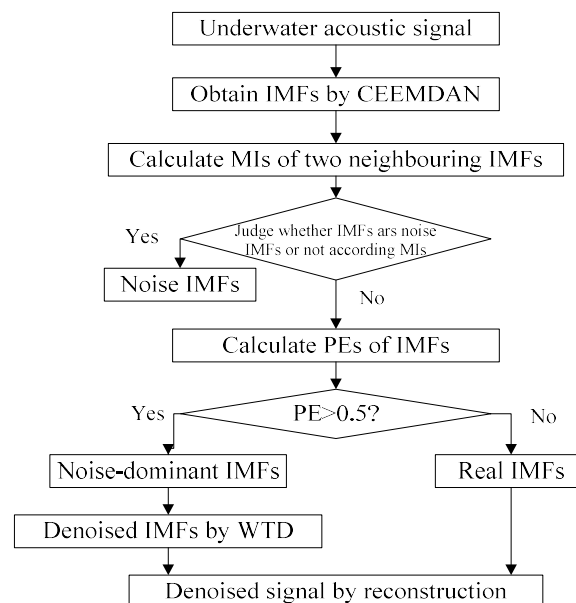 Underwater acoustic signal
Obtain IMFs by CEEMDAN
Calculate MIs of two neighbouring IMFs
Judge whether IMFs ars noise
IMFs or not according MIs
Yes
Noise IMFs
No
Calculate PEs of IMFs
PE>0.5?
Yes
No
Noise-dominant IMFs
Real IMFs
Denoised IMFs by WTD
Denoised signal by reconstruction